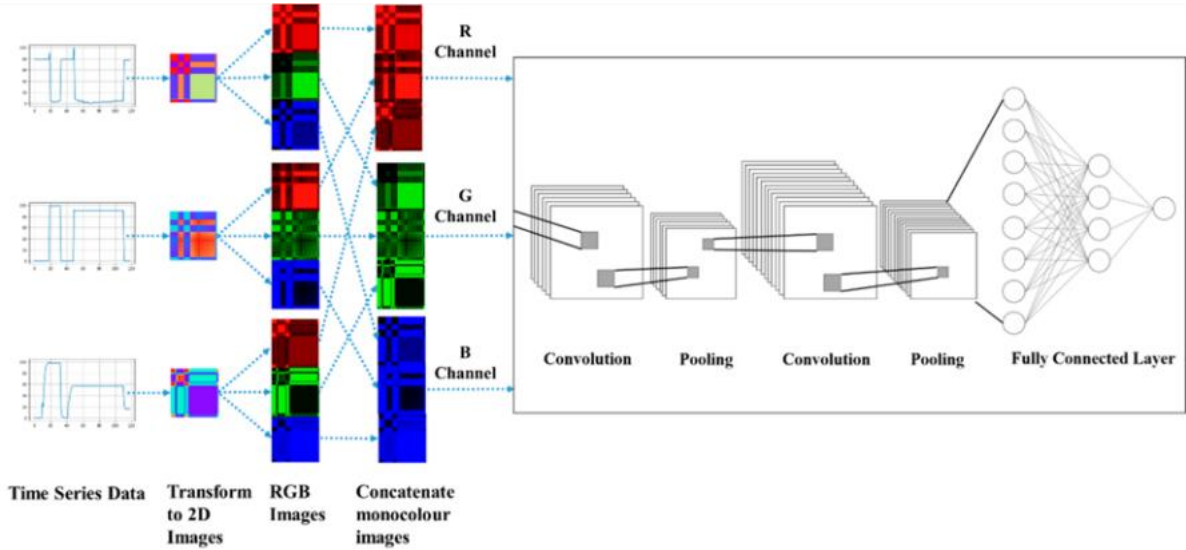 R
Channel
G
Channel
B
Channel
Convolution
Pooling
Convolution
Pooling
Fully Connected Layer
Time Series Data
Transform
to 2D
Images
RGB
Images
Concatenate
monocolour
images